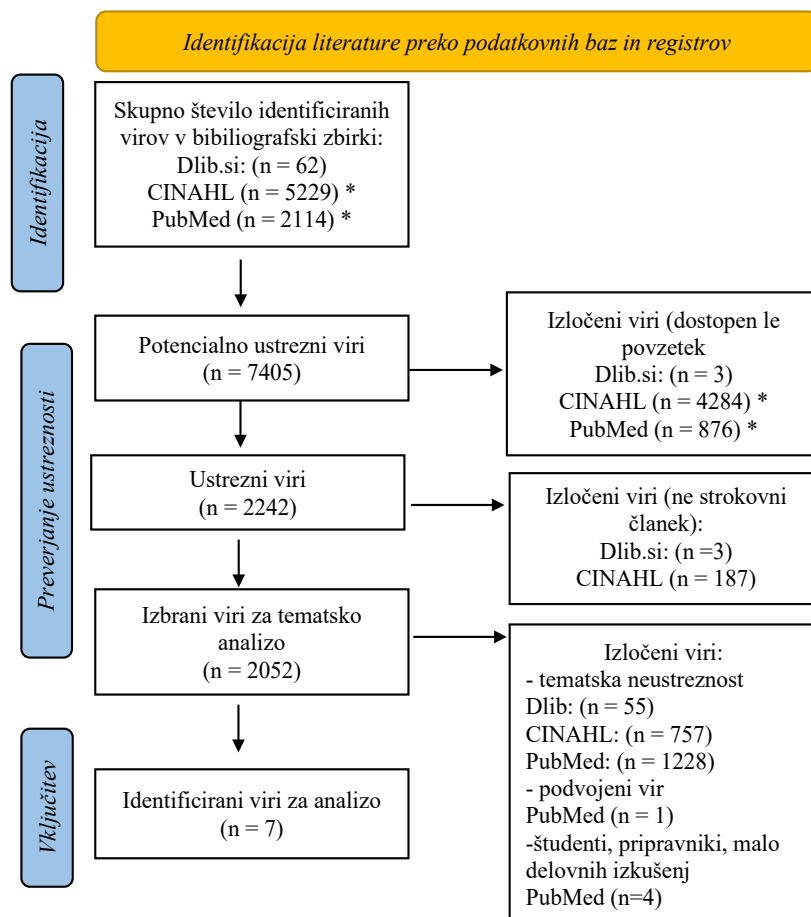 Identifikacija literature preko podatkovnih baz in registrov
Identifikacija
Skupno število identificiranih
virov v bibiliografski zbirki:
Dlib.si: (n = 62)
CINAHL (n = 5229) *
PubMed (n = 2114) *
Preverjanje ustreznosti
Potencialno ustrezni viri
(n = 7405)
Izločeni viri (dostopen le
povzetek
Dlib.si: (n = 3)
CINAHL (n = 4284) *
PubMed (n = 876) *
Ustrezni viri
(n = 2242)
Izločeni viri (ne strokovni
članek):
Dlib.si: (n =3)
CINAHL (n = 187)
Izbrani viri za tematsko
analizo
(n = 2052)
Izločeni viri:
- tematska neustreznost
Dlib: (n = 55)
CINAHL: (n = 757)
PubMed: (n = 1228)
- podvojeni vir
PubMed (n = 1)
-študenti, pripravniki, malo
delovnih izkušenj
PubMed (n=4)
Vključitev
Identificirani viri za analizo
(n = 7)